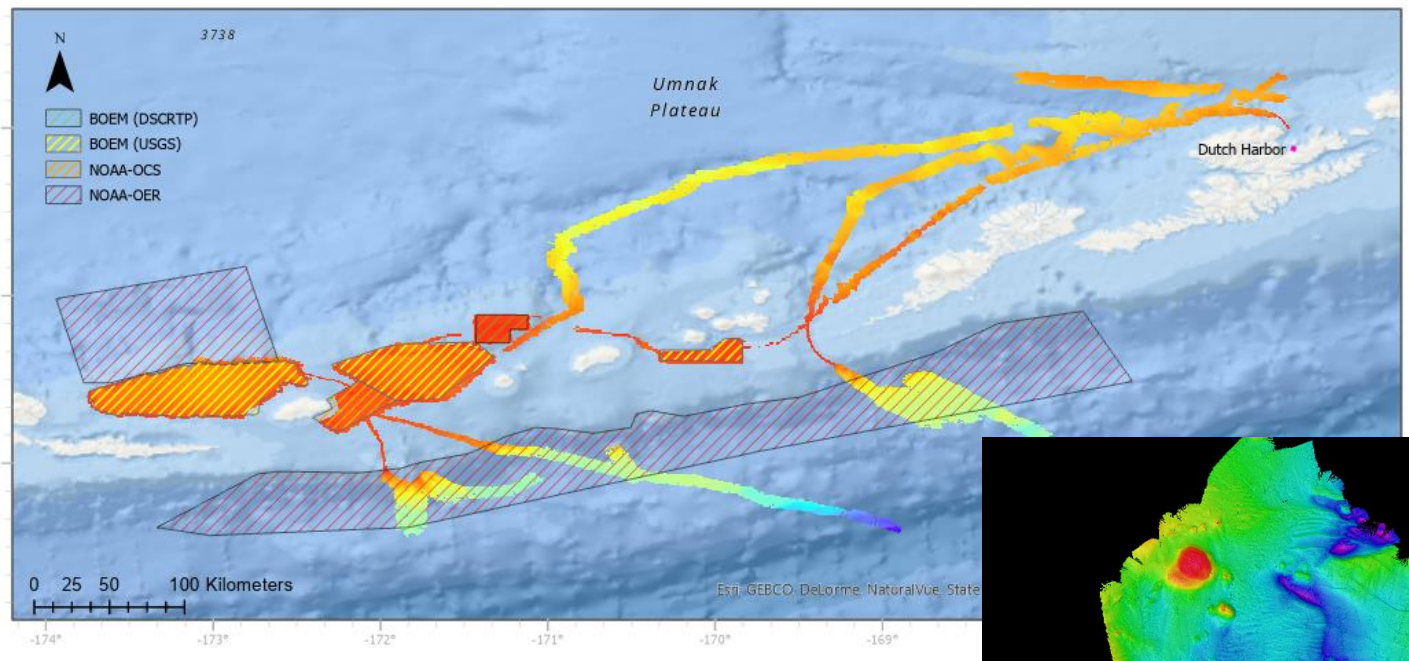 3738
N
Umnak
Plateau
BOEM (DSCRTP)
BOEM (USGS)
NOAA-OCS
NOAA-OER
Dutch Harbor
0 25 50 100 Kilometers
Esri, GEBCO, DeLorme, NaturalVue, State
-174° -173° -172° -171° -170° -169°